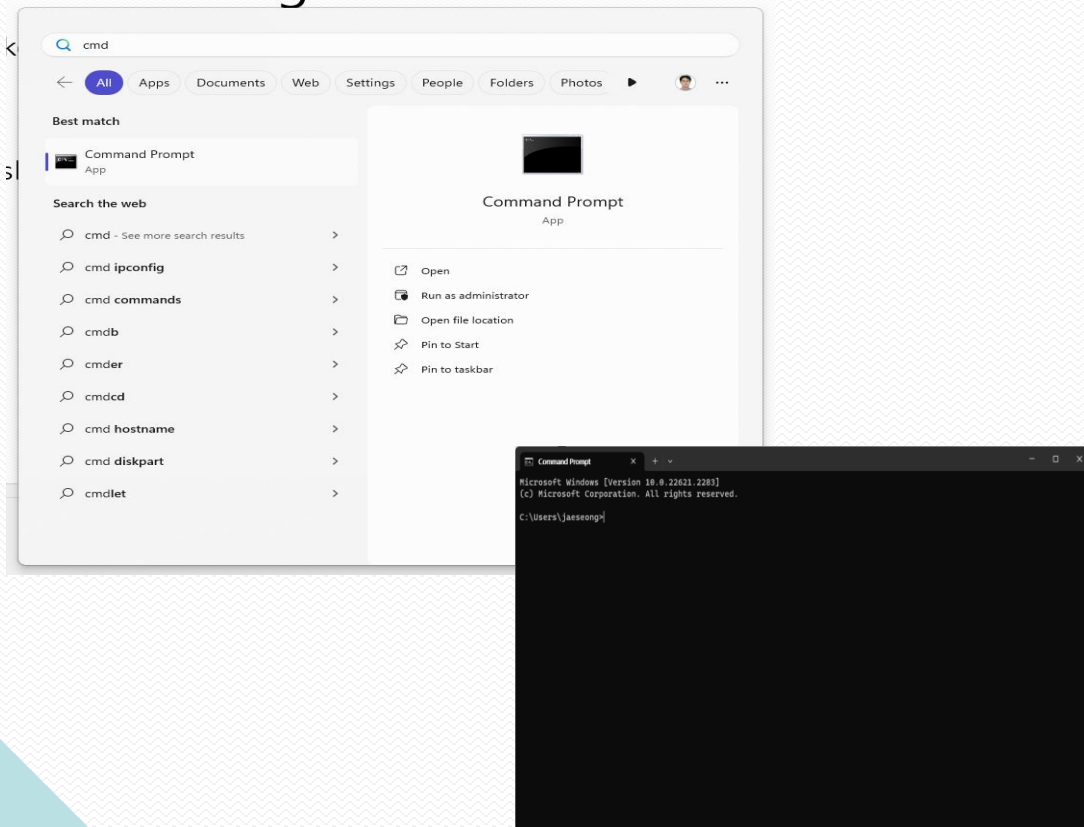 g
k
cmd
All Apps Documents Web Settings People Folders Photos
Best match
Command Prompt
App
Search the web
cmd - See more search results
cmd ipconfig
cmd commands
cmdb
cmder
cmdcd
cmd hostname
cmd diskpart
cmdlet
Command Prompt
App
Open
Run as administrator
Open file location
Pin to Start
Pin to taskbar
Command Prompt
Microsoft Windows [Version 10.0.22621.2283]
(c) Microsoft Corporation. All rights reserved.
C:\Users\jaeseong>